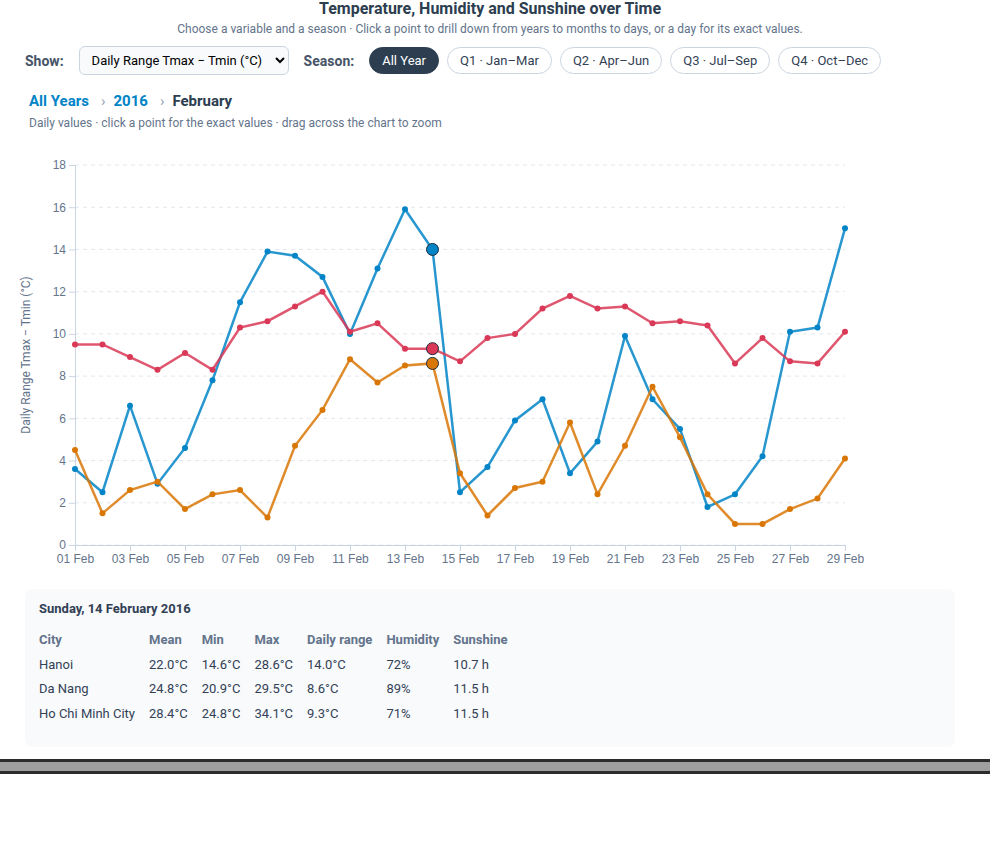 Temperature, Humidity and Sunshine over Time
Choose a variable and a season · Click a point to drill down from years to months to days, or a day for its exact values.
Show: Daily Range Tmax − Tmin (°C) Season: All Year Q1 · Jan–Mar Q2 · Apr–Jun Q3 · Jul–Sep Q4 · Oct–Dec
All Years › 2016 › February
Daily values · click a point for the exact values · drag across the chart to zoom
18
16
14
12
10
8
6
4
2
0
Daily Range Tmax − Tmin (°C)
01 Feb 03 Feb 05 Feb 07 Feb 09 Feb 11 Feb 13 Feb 15 Feb 17 Feb 19 Feb 21 Feb 23 Feb 25 Feb 27 Feb 29 Feb
Sunday, 14 February 2016
City Mean Min Max Daily range Humidity Sunshine
Hanoi 22.0°C 14.6°C 28.6°C 14.0°C 72% 10.7 h
Da Nang 24.8°C 20.9°C 29.5°C 8.6°C 89% 11.5 h
Ho Chi Minh City 28.4°C 24.8°C 34.1°C 9.3°C 71% 11.5 h